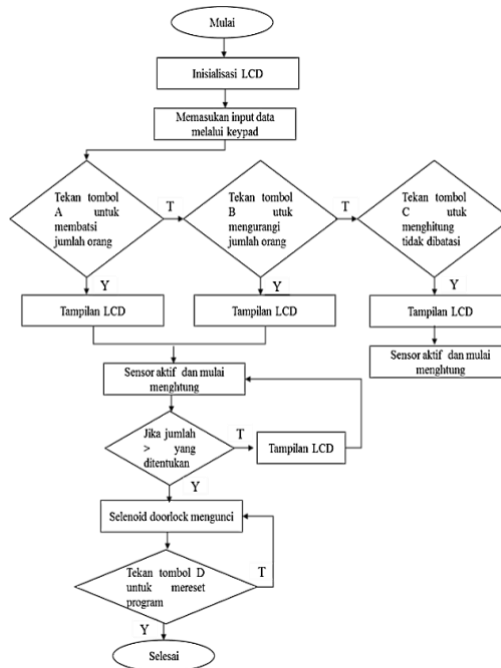 Mulai
Inisialisasi LCD
Memasukan input data
melalui keypad
Tekan tombol
A untuk
membatsi
jumlah orang
T
Tekan tombol
B utuk
mengurangi
jumlah orang
T
Tekan tombol
C utuk
menghitung
tidak dibatasi
Y
Y
Y
Tampilan LCD
Tampilan LCD
Tampilan LCD
Sensor aktif dan mulai
menghtung
Sensor aktif dan mulai
menghtung
Jika jumlah
> yang
ditentukan
T
Tampilan LCD
Y
Selenoid doorlock mengunci
Tekan tombol D
untuk mereset
program
T
Y
Selesai